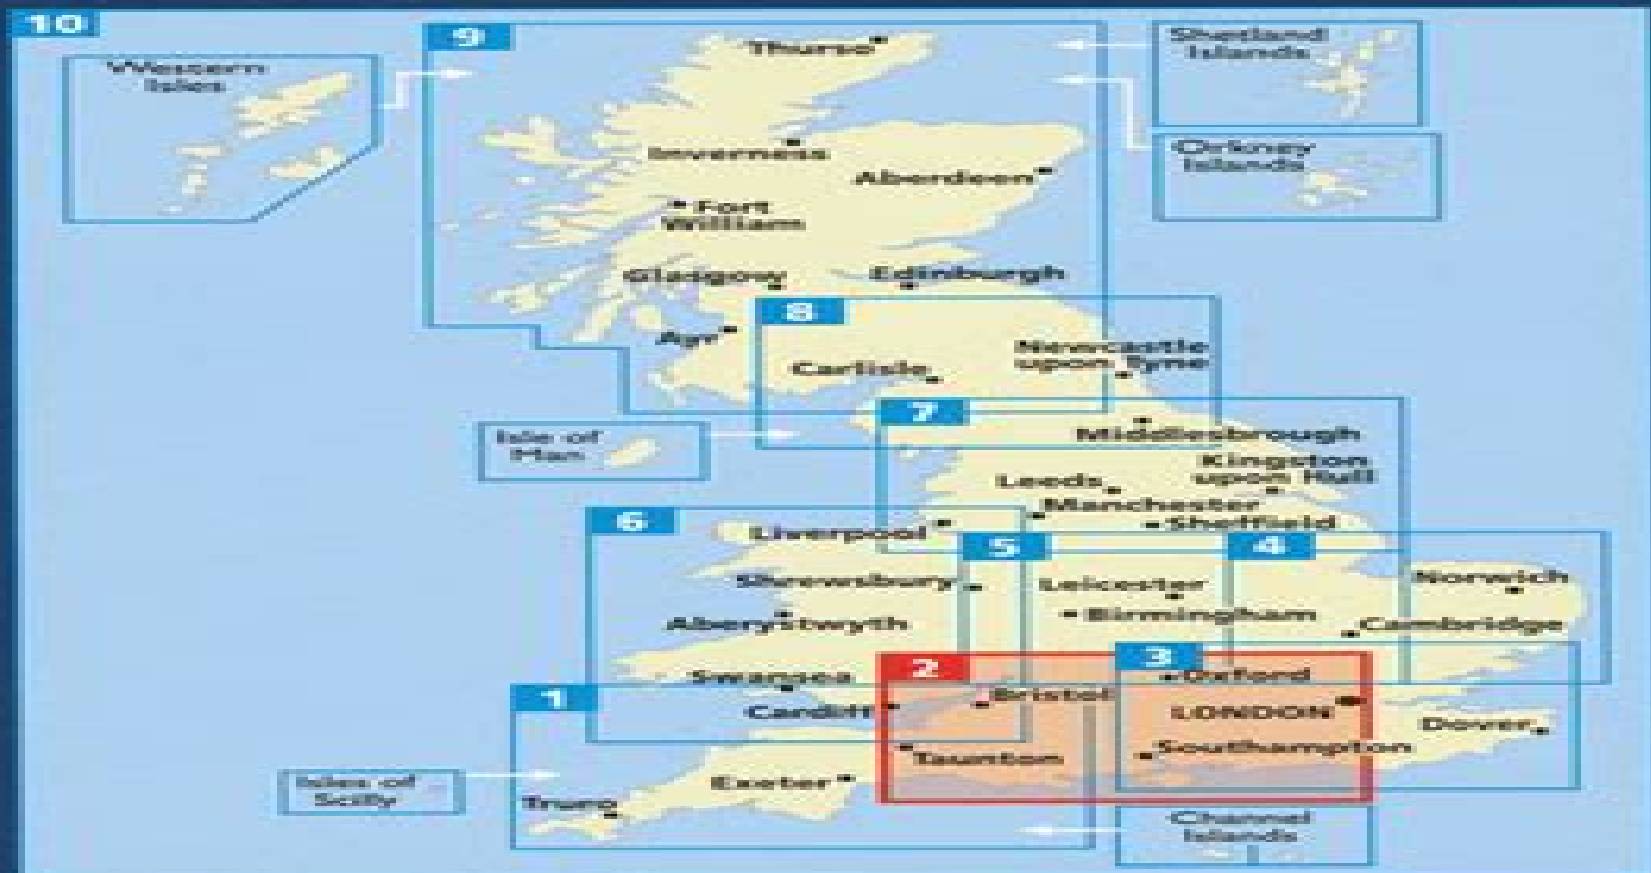 10
9
Thurso
Shetland
Islands
Western
Isles
Inverness
Orkney
Islands
Aberdeen
Fort
William
Glasgow
Edinburgh
8
Ayr
Newcastle
upon Tyne
Carlisle
7
Isle of
Man
Middlesbrough
Kingston
upon Hull
Leeds
Manchester
6
Liverpool
Sheffield
5
4
Shrewsbury
Leicester
Norwich
Aberystwyth
Birmingham
Cambridge
3
2
Swansea
Oxford
1
Bristol
Cardiff
LONDON
Dover
Southampton
Taunton
Exeter
Isles of
Scilly
Truro
Channel
Islands